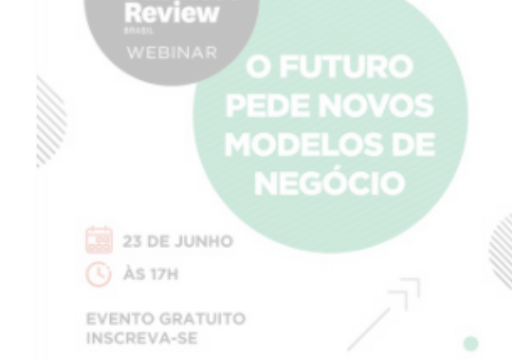 Review
BRASIL
WEBINAR
O FUTURO
PEDE NOVOS
MODELOS DE
NEGÓCIO
23 DE JUNHO
ÀS 17H
EVENTO GRATUITO
INSCREVA-SE